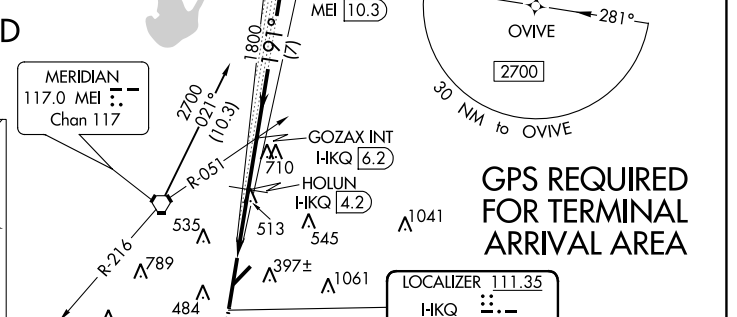 D
MEI 10.3
1800
191°
(7)
281°
OVIVE
2700
30 NM to OVIVE
MERIDIAN
117.0 MEI
Chan 117
2700
021°
(10.3)
R-051
GOZAX INT
I-IKQ 6.2
710
HOLUN
I-IKQ 4.2
GPS REQUIRED
FOR TERMINAL
ARRIVAL AREA
535
513
545
1041
R-216
789
397±
1061
484
LOCALIZER 111.35
I-IKQ